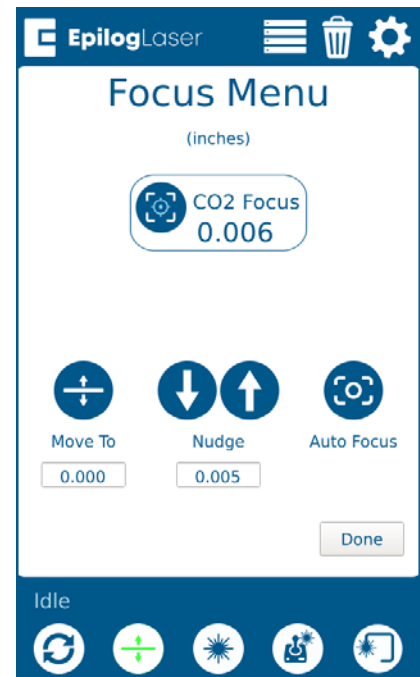 EpilogLaser
Focus Menu
(inches)
CO2 Focus
0.006
Move To
Nudge
Auto Focus
0.000
0.005
Done
Idle